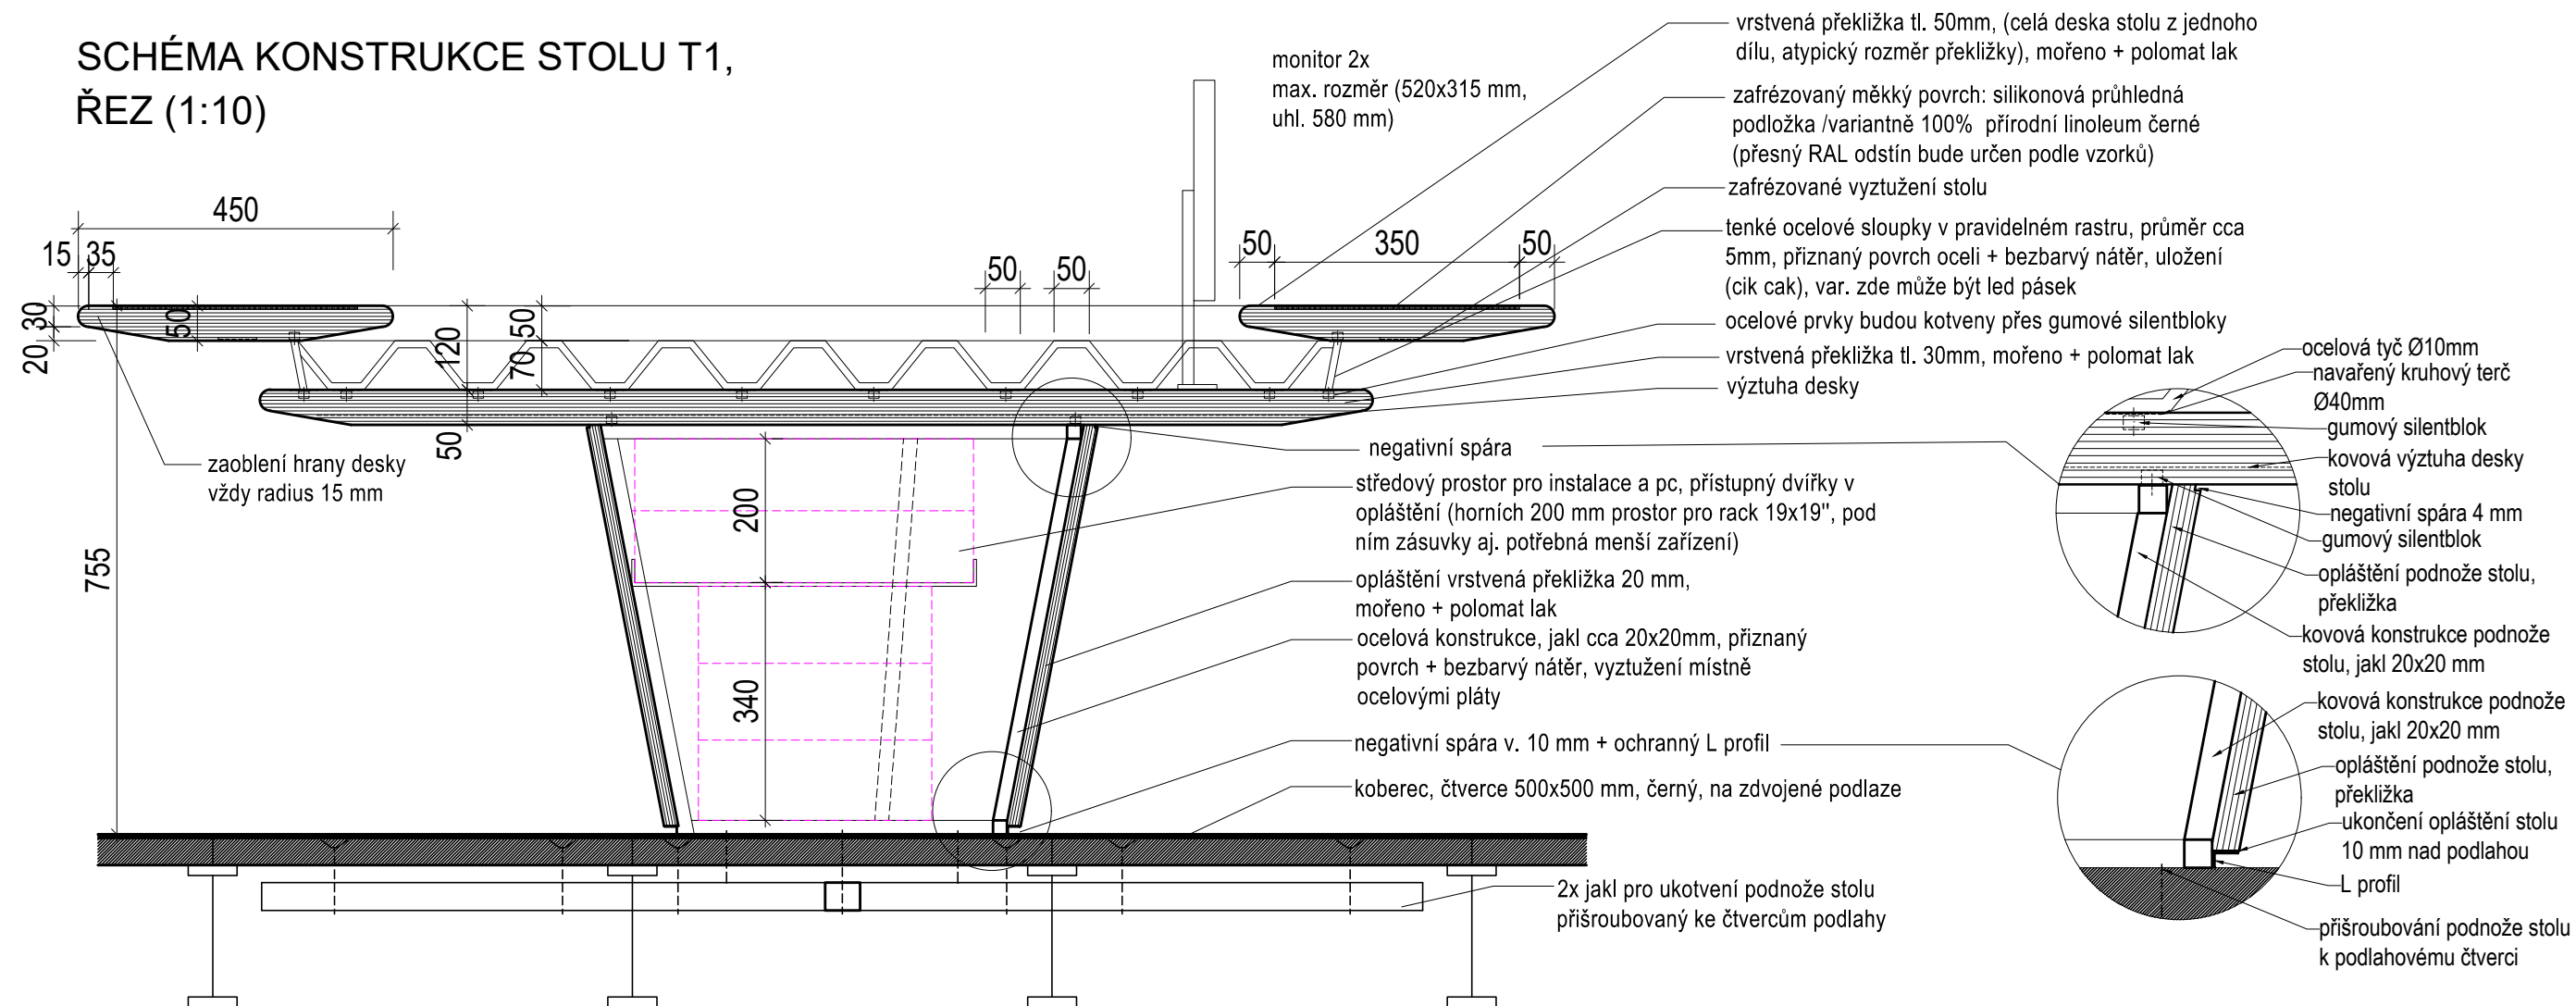 SCHÉMA KONSTRUKCE STOLU T1,
ŘEZ (1:10)
monitor 2x
max. rozměr (520x315 mm,
uhl. 580 mm)
vrstvená překližka tl. 50mm, (celá deska stolu z jednoho
dílu, atypický rozměr překližky), mořeno + polomat lak
zafrézovaný měkký povrch: silikonová průhledná
podložka /variantně 100% přírodní linoleum černé
(přesný RAL odstín bude určen podle vzorků)
zafrézované vyztužení stolu
tenké ocelové sloupky v pravidelném rastru, průměr cca
5mm, přiznaný povrch oceli + bezbarvý nátěr, uložení
(cik cak), var. zde může být led pásek
ocelové prvky budou kotveny přes gumové silentbloky
vrstvená překližka tl. 30mm, mořeno + polomat lak
výztuha desky
negativní spára
středový prostor pro instalace a pc, přístupný dvířky v
opláštění (horních 200 mm prostor pro rack 19x19", pod
ním zásuvky aj. potřebná menší zařízení)
opláštění vrstvená překližka 20 mm,
mořeno + polomat lak
ocelová konstrukce, jakl cca 20x20mm, přiznaný
povrch + bezbarvý nátěr, vyztužení místně
ocelovými pláty
negativní spára v. 10 mm + ochranný L profil
koberec, čtverce 500x500 mm, černý, na zdvojené podlaze
2x jakl pro ukotvení podnože stolu
přišroubovaný ke čtvercům podlahy
zaoblení hrany desky
vždy radius 15 mm
450
15
35
30
20
50
120
50
70
50
50
50
50
350
50
755
200
340
ocelová tyč Ø10mm
navařený kruhový terč
Ø40mm
gumový silentblok
kovová výztuha desky
stolu
negativní spára 4 mm
gumový silentblok
opláštění podnože stolu,
překližka
kovová konstrukce podnože
stolu, jakl 20x20 mm
kovová konstrukce podnože
stolu, jakl 20x20 mm
opláštění podnože stolu,
překližka
ukončení opláštění stolu
10 mm nad podlahou
L profil
přišroubování podnože stolu
k podlahovému čtverci